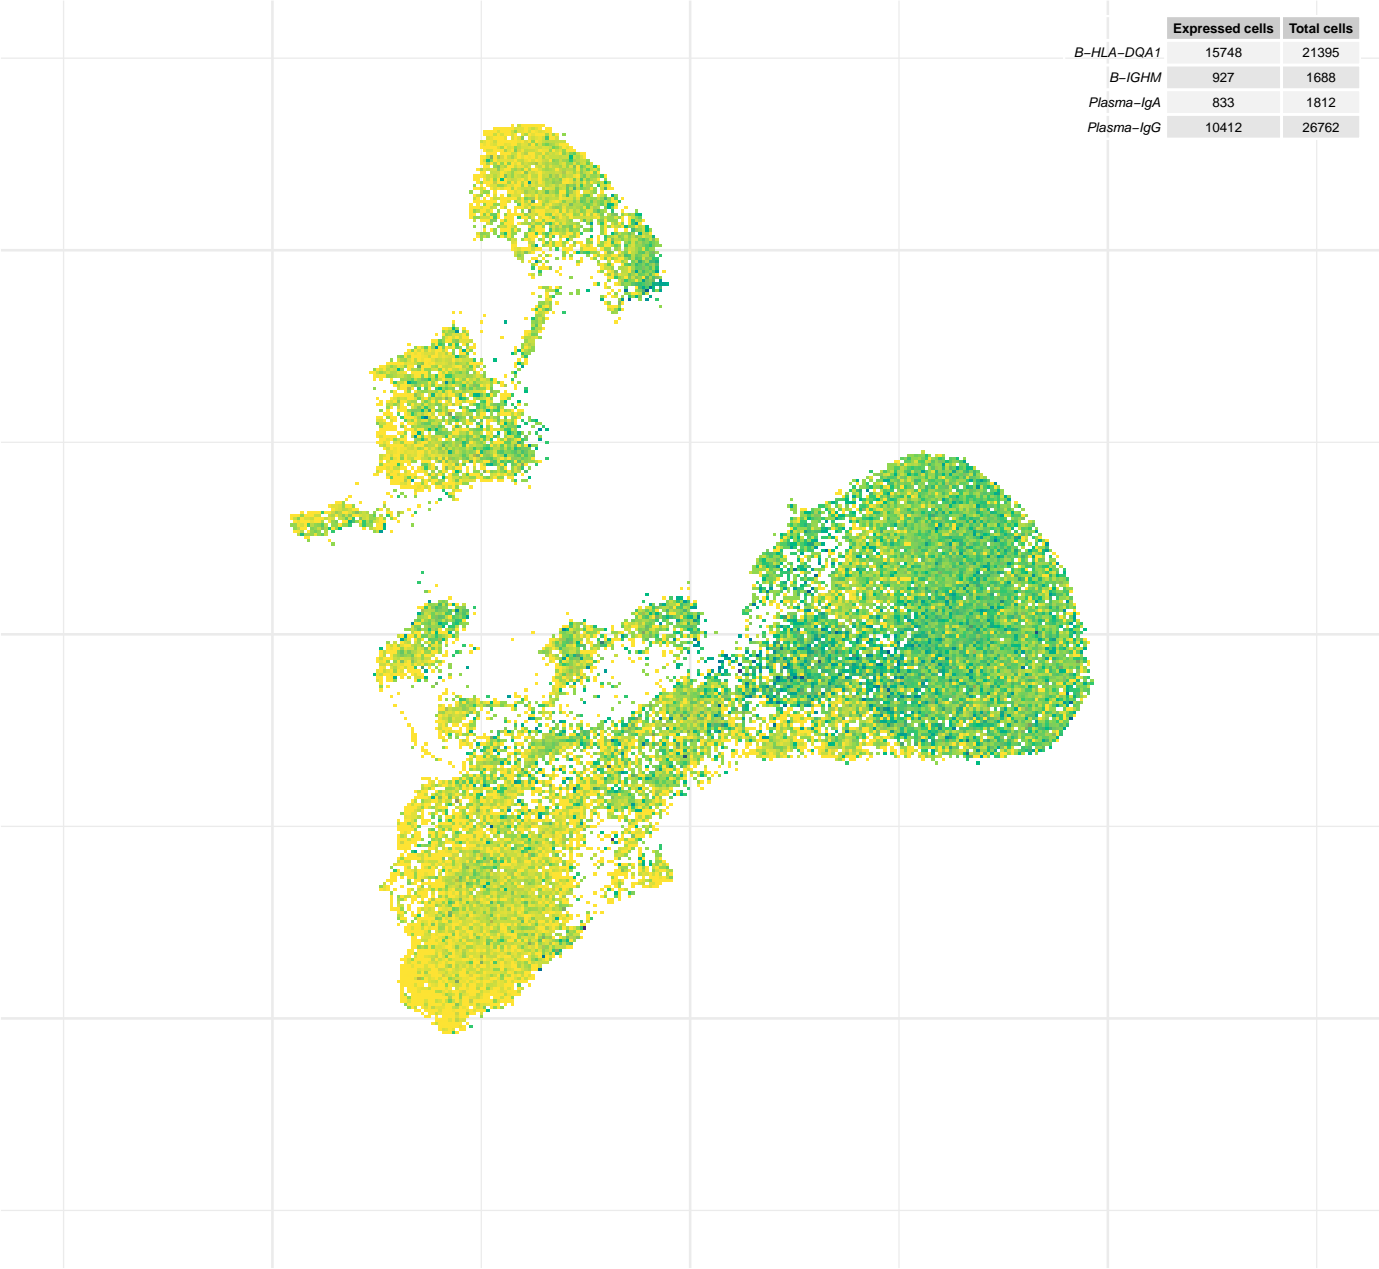 Expressed cells Total cells
B−HLA−DQA1 15748 21395
B−IGHM 927 1688
Plasma−IgA 833 1812
Plasma−IgG 10412 26762